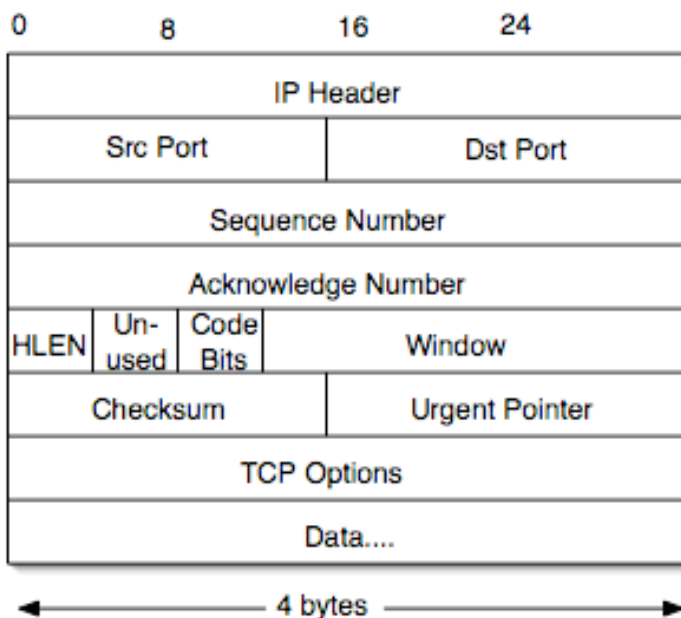 0 8 16 24
IP Header
Src Port Dst Port
Sequence Number
Acknowledge Number
HLEN Un- Code Window
used Bits
Checksum Urgent Pointer
TCP Options
Data....
4 bytes